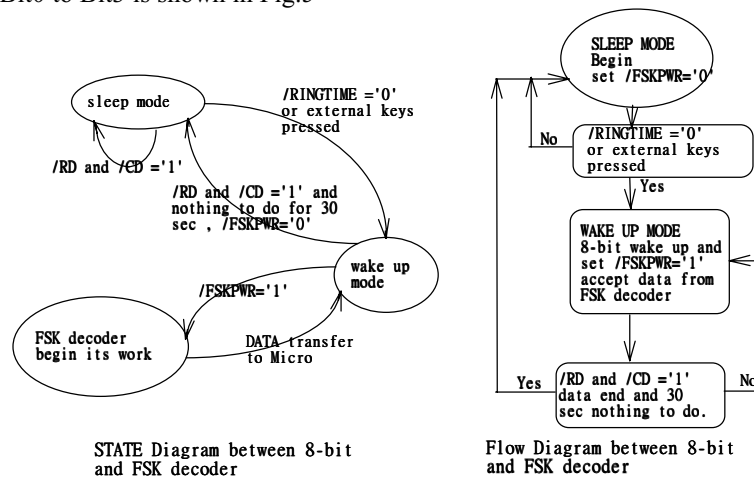 Bit0 to Bit3 is shown in Fig.5
sleep mode
/RINGTIME ='0'
or external keys
pressed
/RD and /CD ='1'
/RD and /CD ='1' and
nothing to do for 30
sec , /FSKPWR='0'
wake up
mode
/FSKPWR='1'
FSK decoder
begin its work
DATA transfer
to Micro
STATE Diagram between 8-bit
and FSK decoder
SLEEP MODE
Begin
set /FSKPWR='0'
No
/RINGTIME ='0'
or external keys
pressed
Yes
WAKE UP MODE
8-bit wake up and
set /FSKPWR='1'
accept data from
FSK decoder
Yes
/RD and /CD ='1'
data end and 30
sec nothing to do.
No
Flow Diagram between 8-bit
and FSK decoder